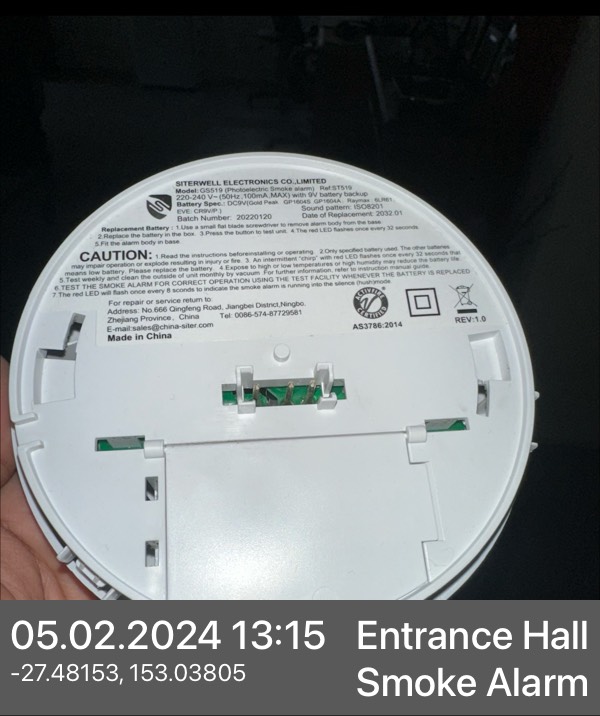 SITERWELL ELECTRONICS CO.,LIMITED
Model: GS519 (Photoelectric Smoke alarm) Ref:ST519
220-240 V~ (50Hz,100mA,MAX) with 9V battery backup
Battery Spec.: DC9V(Gold Peak GP1604S GP1604A, Raymax 6LR61
EVE: CR9V/P.) Sound pattern: ISO8201
Batch Number: 20220120 Date of Replacement: 2032.01
Replacement Battery : 1.Use a small flat blade screwdriver to remove alarm body from the base.
2.Replace the battery in the box. 3.Press the button to test unit. 4.The red LED flashes once every 32 seconds.
5.Fit the alarm body in base.
CAUTION: 1.Read the instructions beforeinstalling or operating. 2.Only specified battery used. The other batteries
may impair operation or explode resulting in injury or fire. 3. An intermittent "chirp" with red LED flashes once every 32 seconds that
means low battery. Please replace the battery. 4.Expose to high or low temperatures or high humidity may reduce the battery life.
5.Test weekly and clean the outside of unit monthly by vacuum. For further information, refer to instruction manual guide.
6.TEST THE SMOKE ALARM FOR CORRECT OPERATION USING THE TEST FACILITY WHENEVER THE BATTERY IS REPLACED
7.The red LED will flash once every 8 seconds to indicate the smoke alarm is running into the silence (hush)mode.
For repair or service return to:
Address: No.666 Qingfeng Road, Jiangbei District,Ningbo.
Zhejiang Province, China Tel: 0086-574-87729581
E-mail:sales@china-siter.com
Made in China
ACTIVFIRE CERTIFIED
AS3786:2014
REV:1.0
05.02.2024 13:15
-27.48153, 153.03805
Entrance Hall
Smoke Alarm